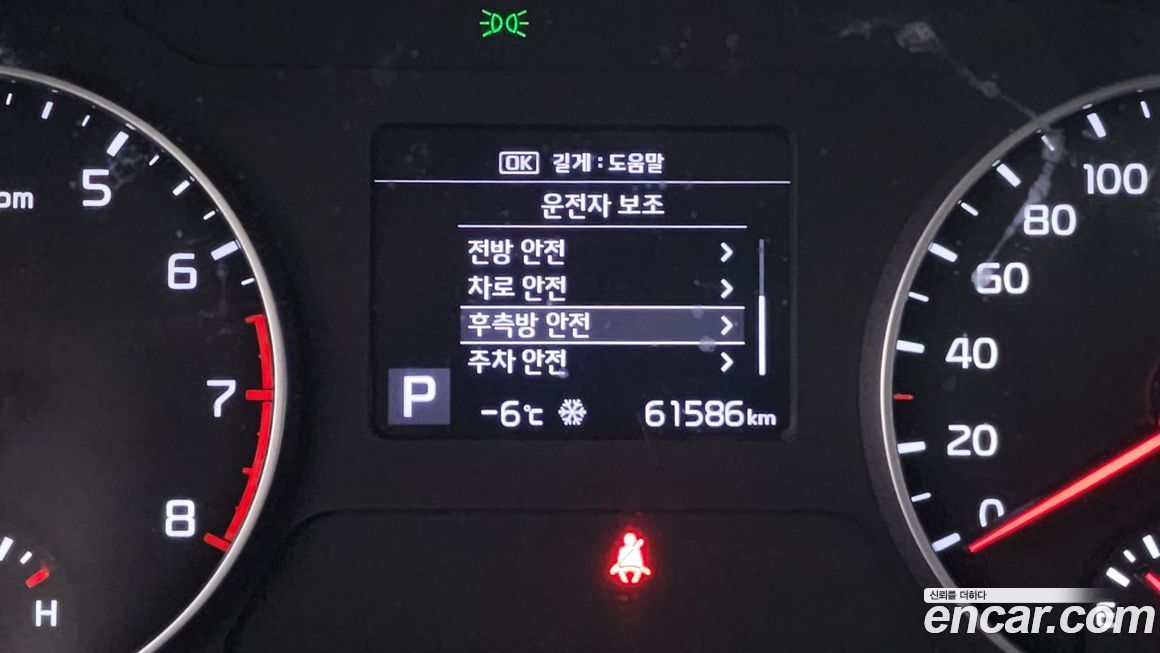 OK 길게 : 도움말
운전자 보조
전방 안전
차로 안전
후측방 안전
주차 안전
P
-6℃ 61586km
5
6
7
8
H
100
80
60
40
20
0
신뢰를 더하다
encar.com